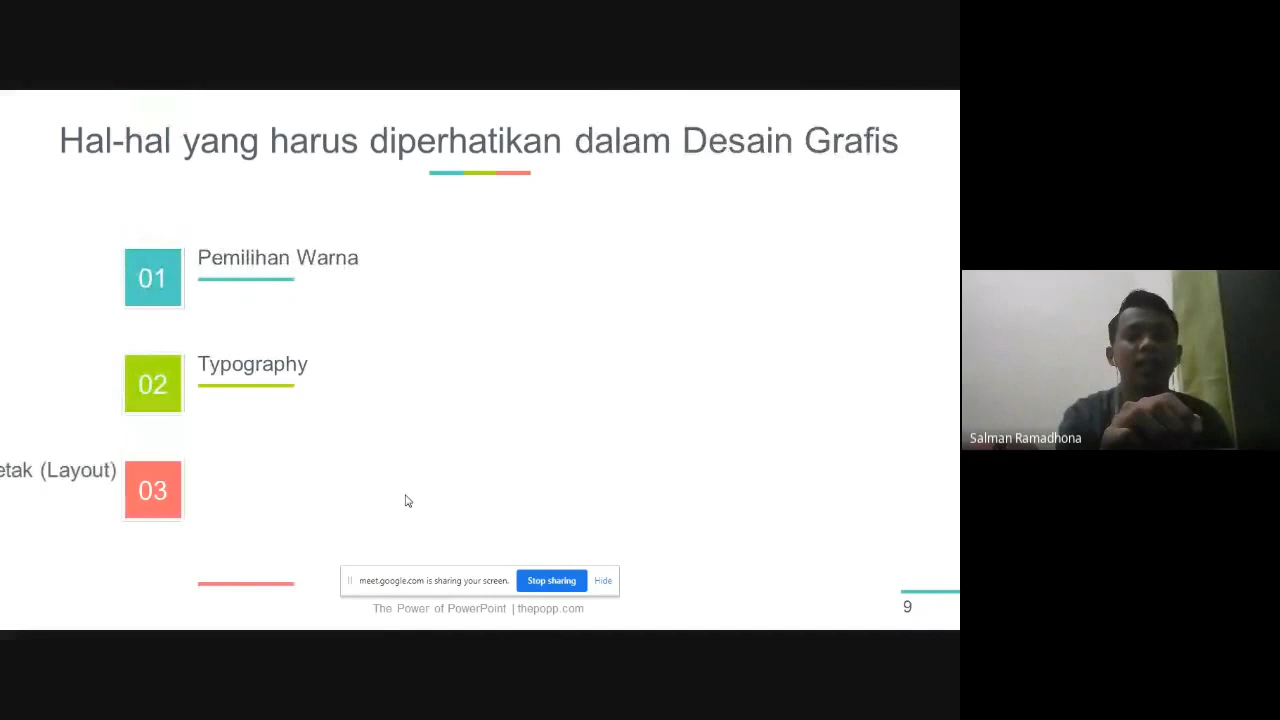 Hal-hal yang harus diperhatikan dalam Desain Grafis
01
Pemilihan Warna
02
Typography
etak (Layout)
03
meet.google.com is sharing your screen.
Stop sharing
Hide
The Power of PowerPoint | thepopp.com
9
Salman Ramadhona